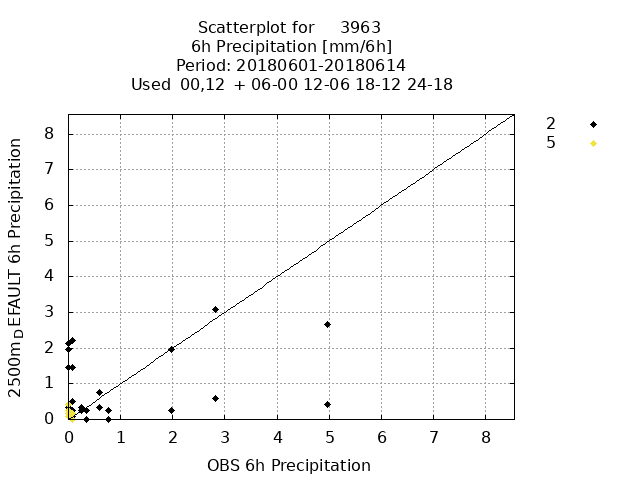 Scatterplot for 3963
6h Precipitation [mm/6h]
Period: 20180601-20180614
Used 00,12 + 06-00 12-06 18-12 24-18
2
5
8
7
6
5
4
3
2
1
0
0 1 2 3 4 5 6 7 8
2500m_DEFAULT 6h Precipitation
OBS 6h Precipitation